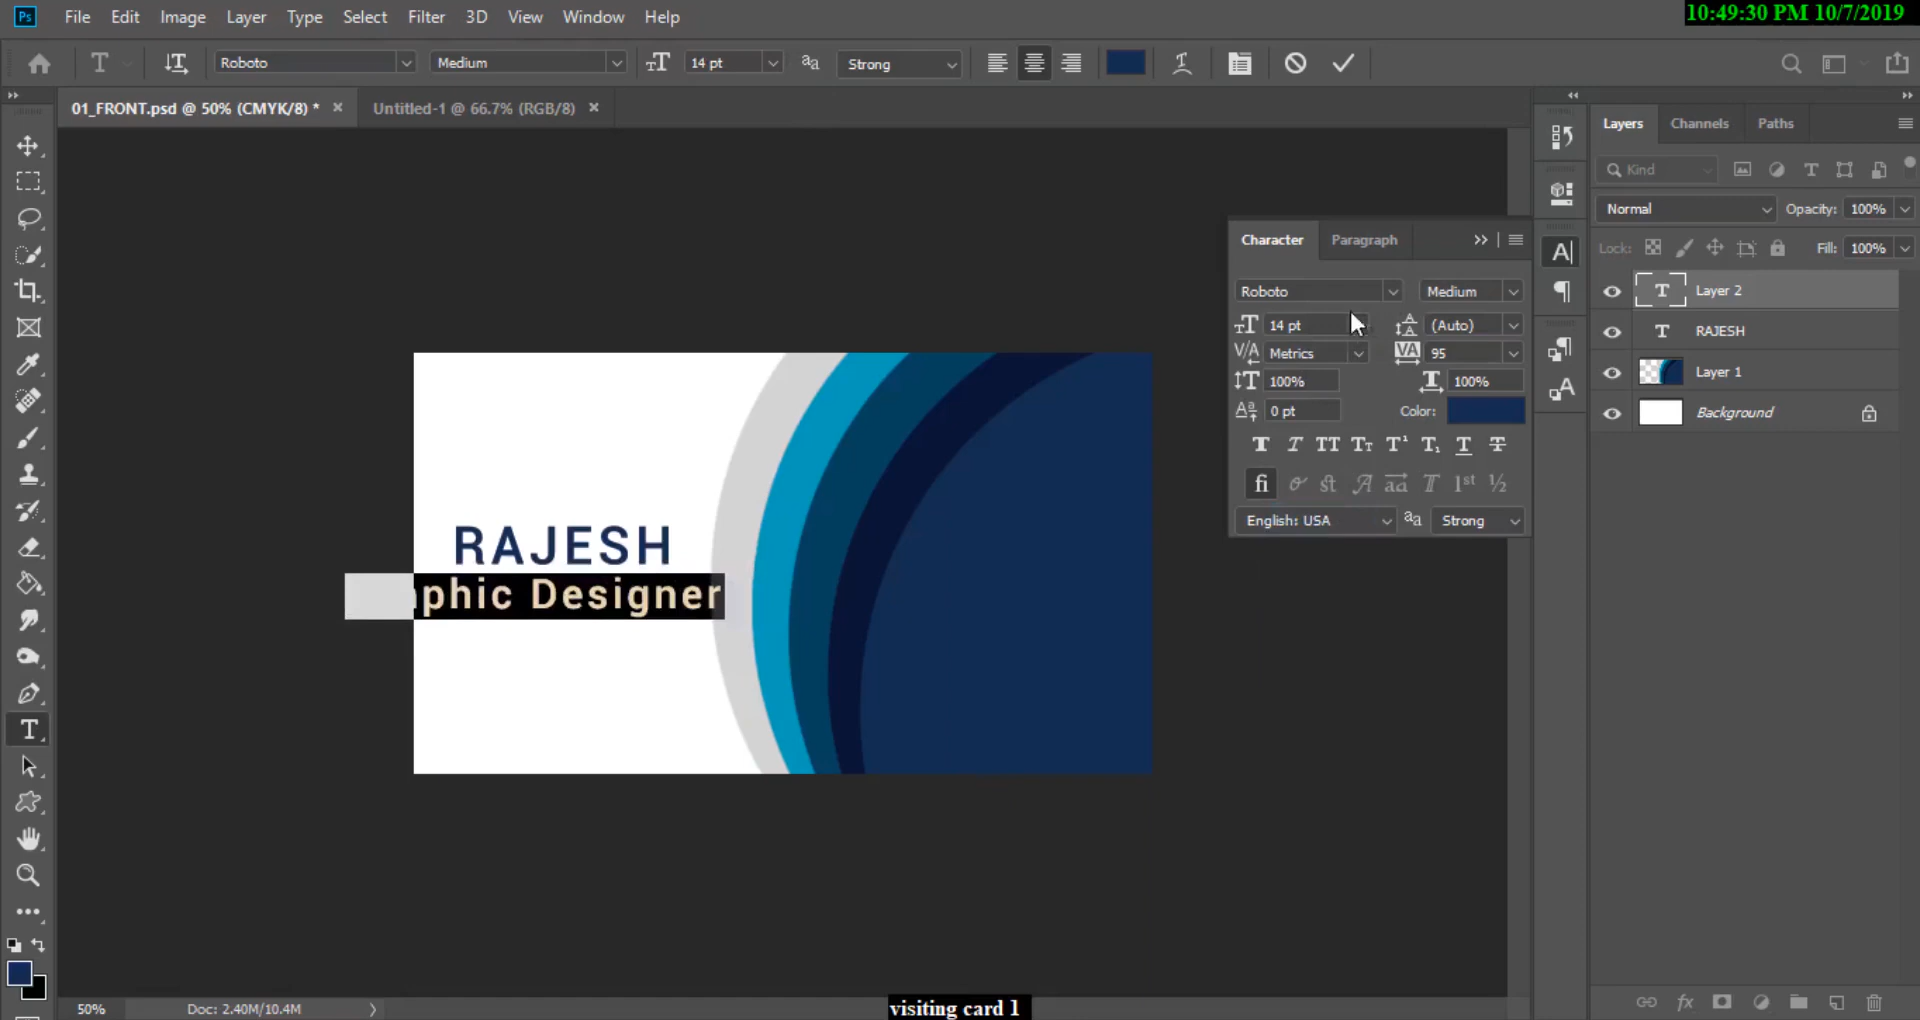 10:49:30 PM 10/7/2019
Ps File Edit Image Layer Type Select Filter 3D View Window Help
Roboto Medium 14 pt Strong
01_FRONT.psd @ 50% (CMYK/8) * Untitled-1 @ 66.7% (RGB/8)
Layers Channels Paths
Kind
Normal Opacity: 100%
Lock: Fill: 100%
Layer 2
RAJESH
Layer 1
Background
Character Paragraph
Roboto Medium
14 pt (Auto)
Metrics 95
100% 100%
0 pt Color:
English: USA Strong
RAJESH
phic Designer
50% Doc: 2.40M/10.4M
visiting card 1